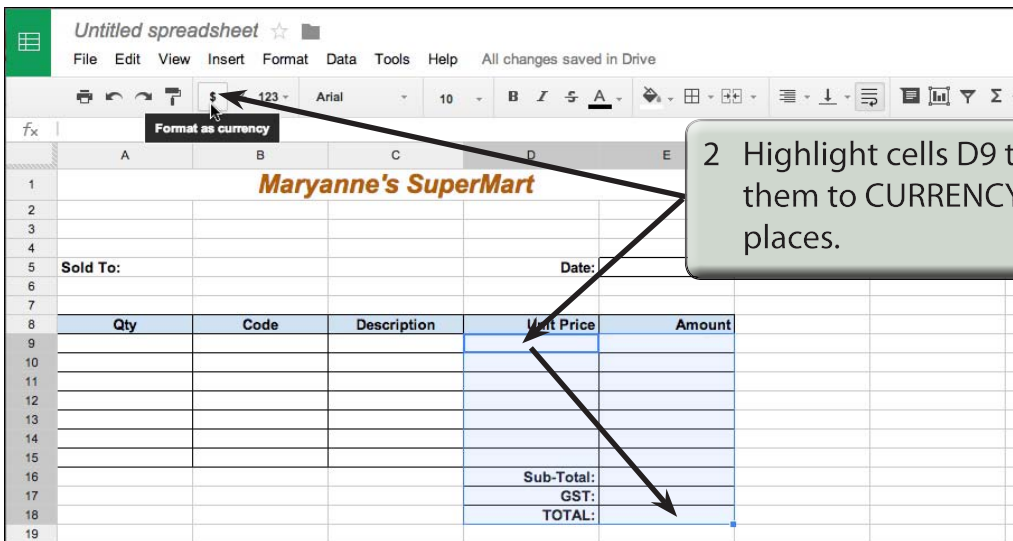 Untitled spreadsheet
File Edit View Insert Format Data Tools Help All changes saved in Drive
$ 123 Arial 10 B I S A Σ
Format as currency
fx
A B C D E
1 Maryanne's SuperMart
2
3
4
5 Sold To: Date:
6
7
8 Qty Code Description Unit Price Amount
9
10
11
12
13
14
15
16 Sub-Total:
17 GST:
18 TOTAL:
19
2 Highlight cells D9
them to CURRENCY
places.